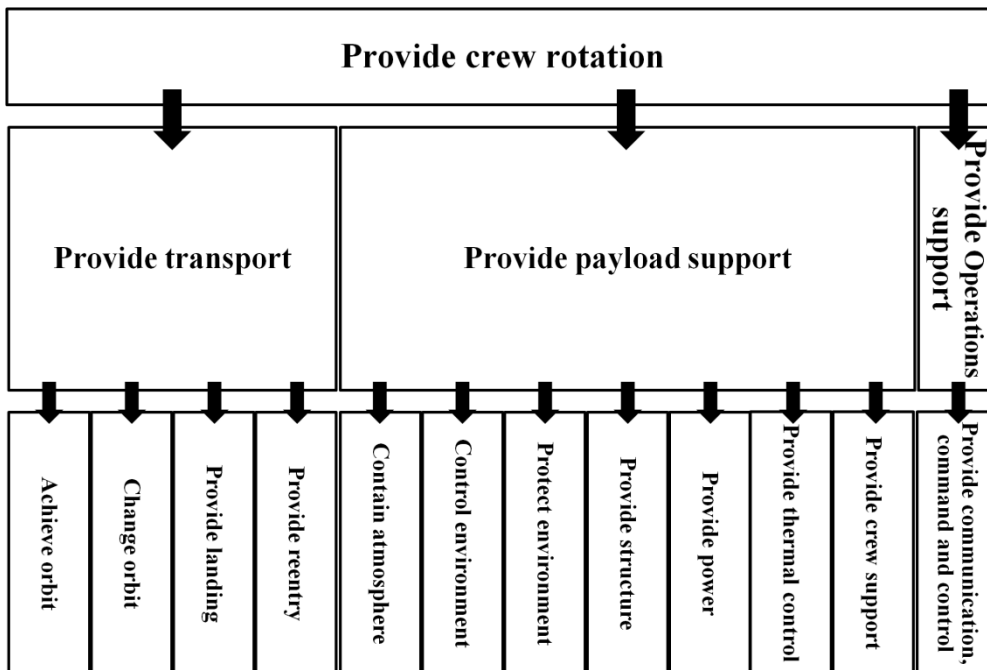 Provide crew rotation
Provide transport
Provide payload support
Provide Operations
support
Achieve orbit
Change orbit
Provide landing
Provide reentry
Contain atmosphere
Control environment
Protect environment
Provide structure
Provide power
Provide thermal control
Provide crew support
Provide communication,
command and control